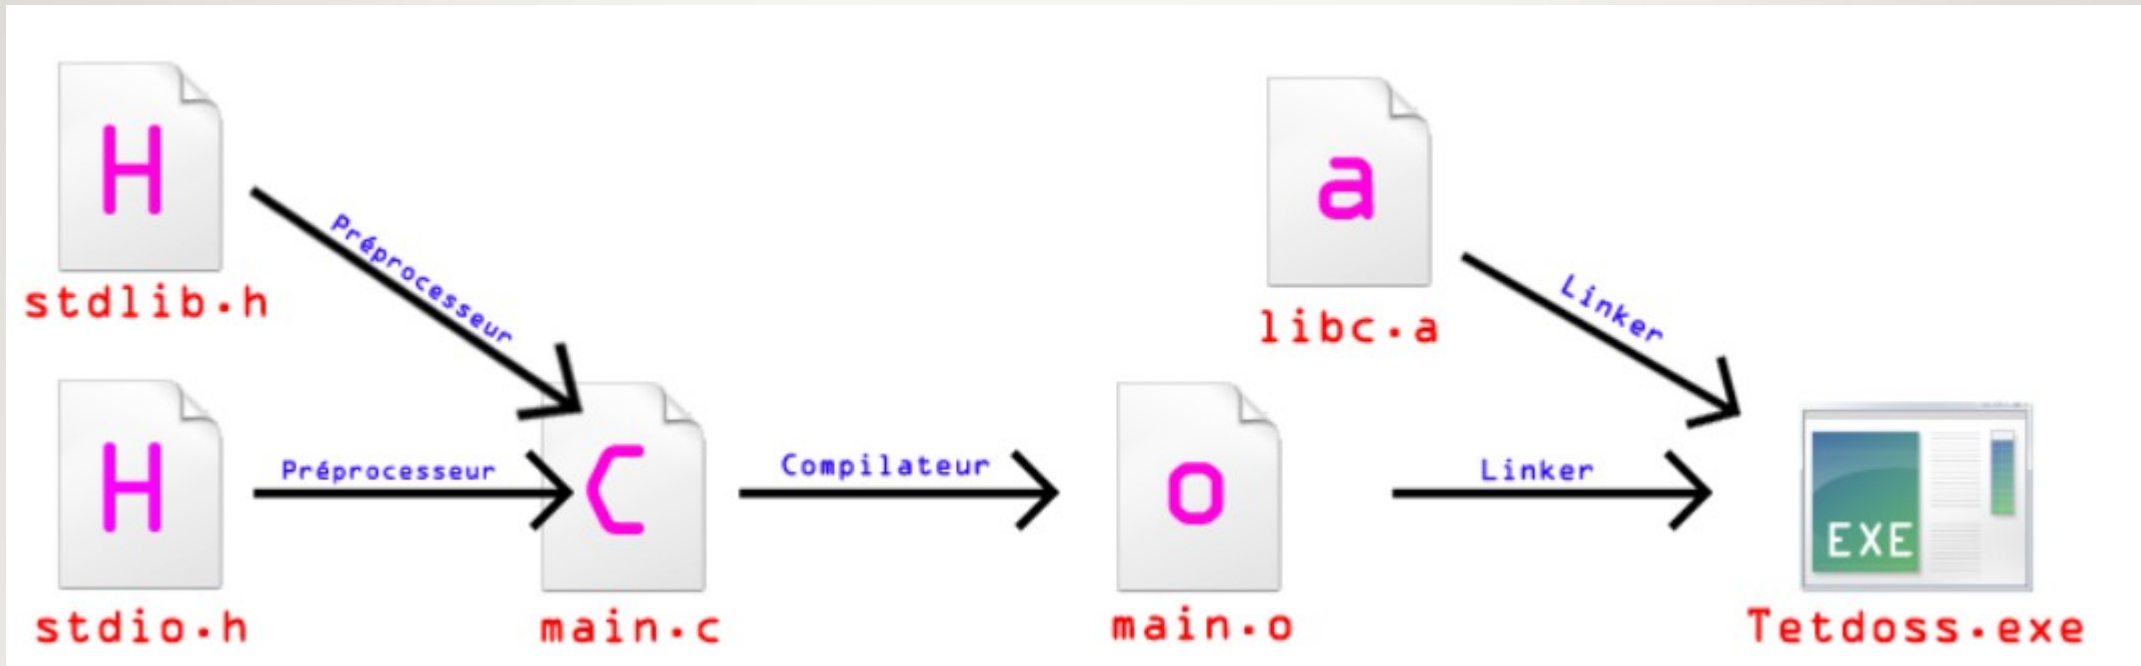 H
stdlib.h
Préprocesseur
H
stdio.h
Préprocesseur
C
main.c
Compilateur
o
main.o
a
libc.a
Linker
Linker
EXE
Tetdoss.exe